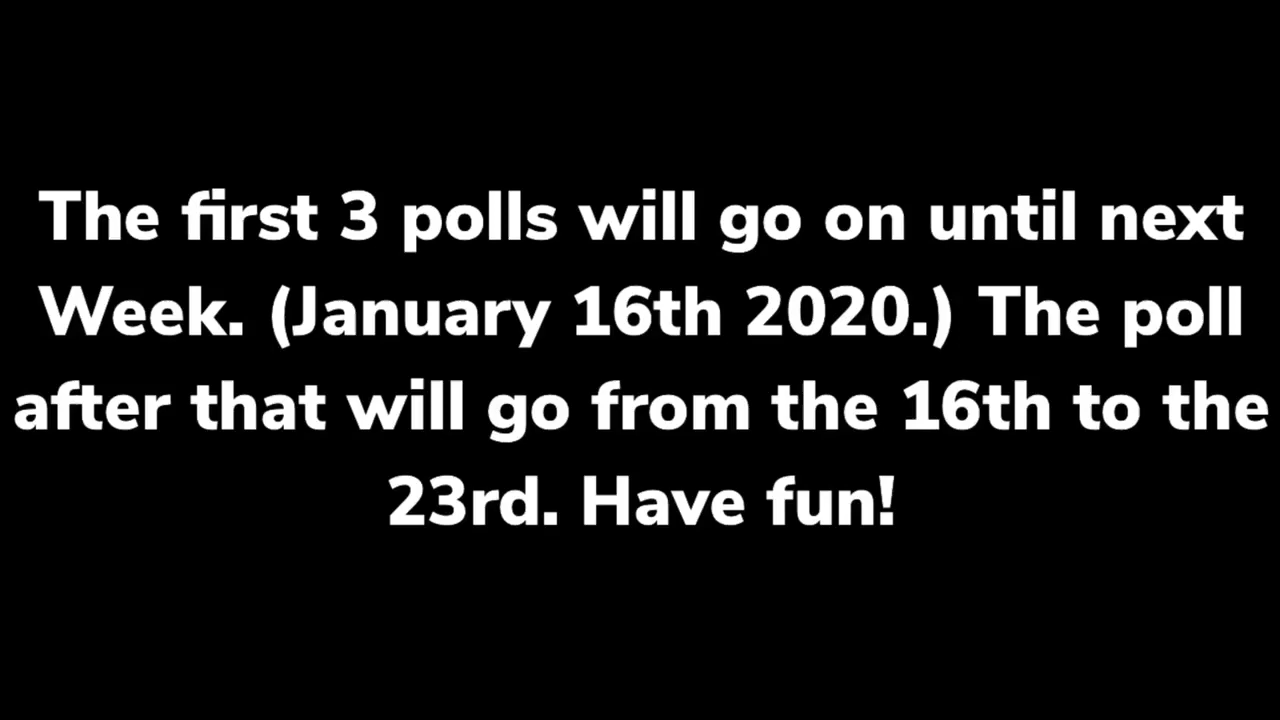 The first 3 polls will go on until next
Week. (January 16th 2020.) The poll
after that will go from the 16th to the
23rd. Have fun!